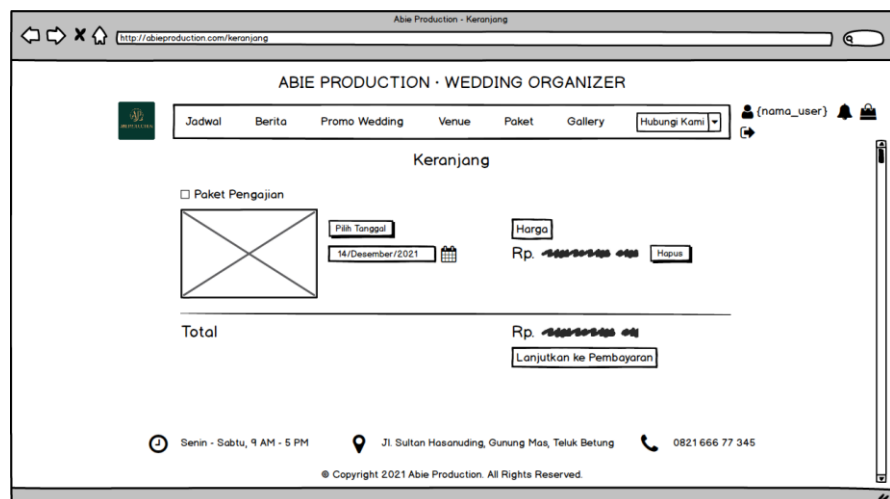 Abie Production - Keranjang
http://abieproduction.com/keranjang
ABIE PRODUCTION · WEDDING ORGANIZER
Jadwal Berita Promo Wedding Venue Paket Gallery Hubungi Kami {nama_user}
Keranjang
Paket Pengajian
Pilih Tanggal Harga
14/Desember/2021 Rp. Hapus
Total Rp.
Lanjutkan ke Pembayaran
Senin - Sabtu, 9 AM - 5 PM Jl. Sultan Hasanuding, Gunung Mas, Teluk Betung 0821 666 77 345
© Copyright 2021 Abie Production. All Rights Reserved.